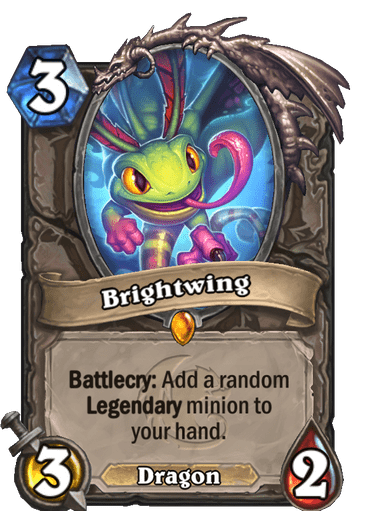 3
Brightwing
Battlecry: Add a random
Legendary minion to
your hand.
3
Dragon
2